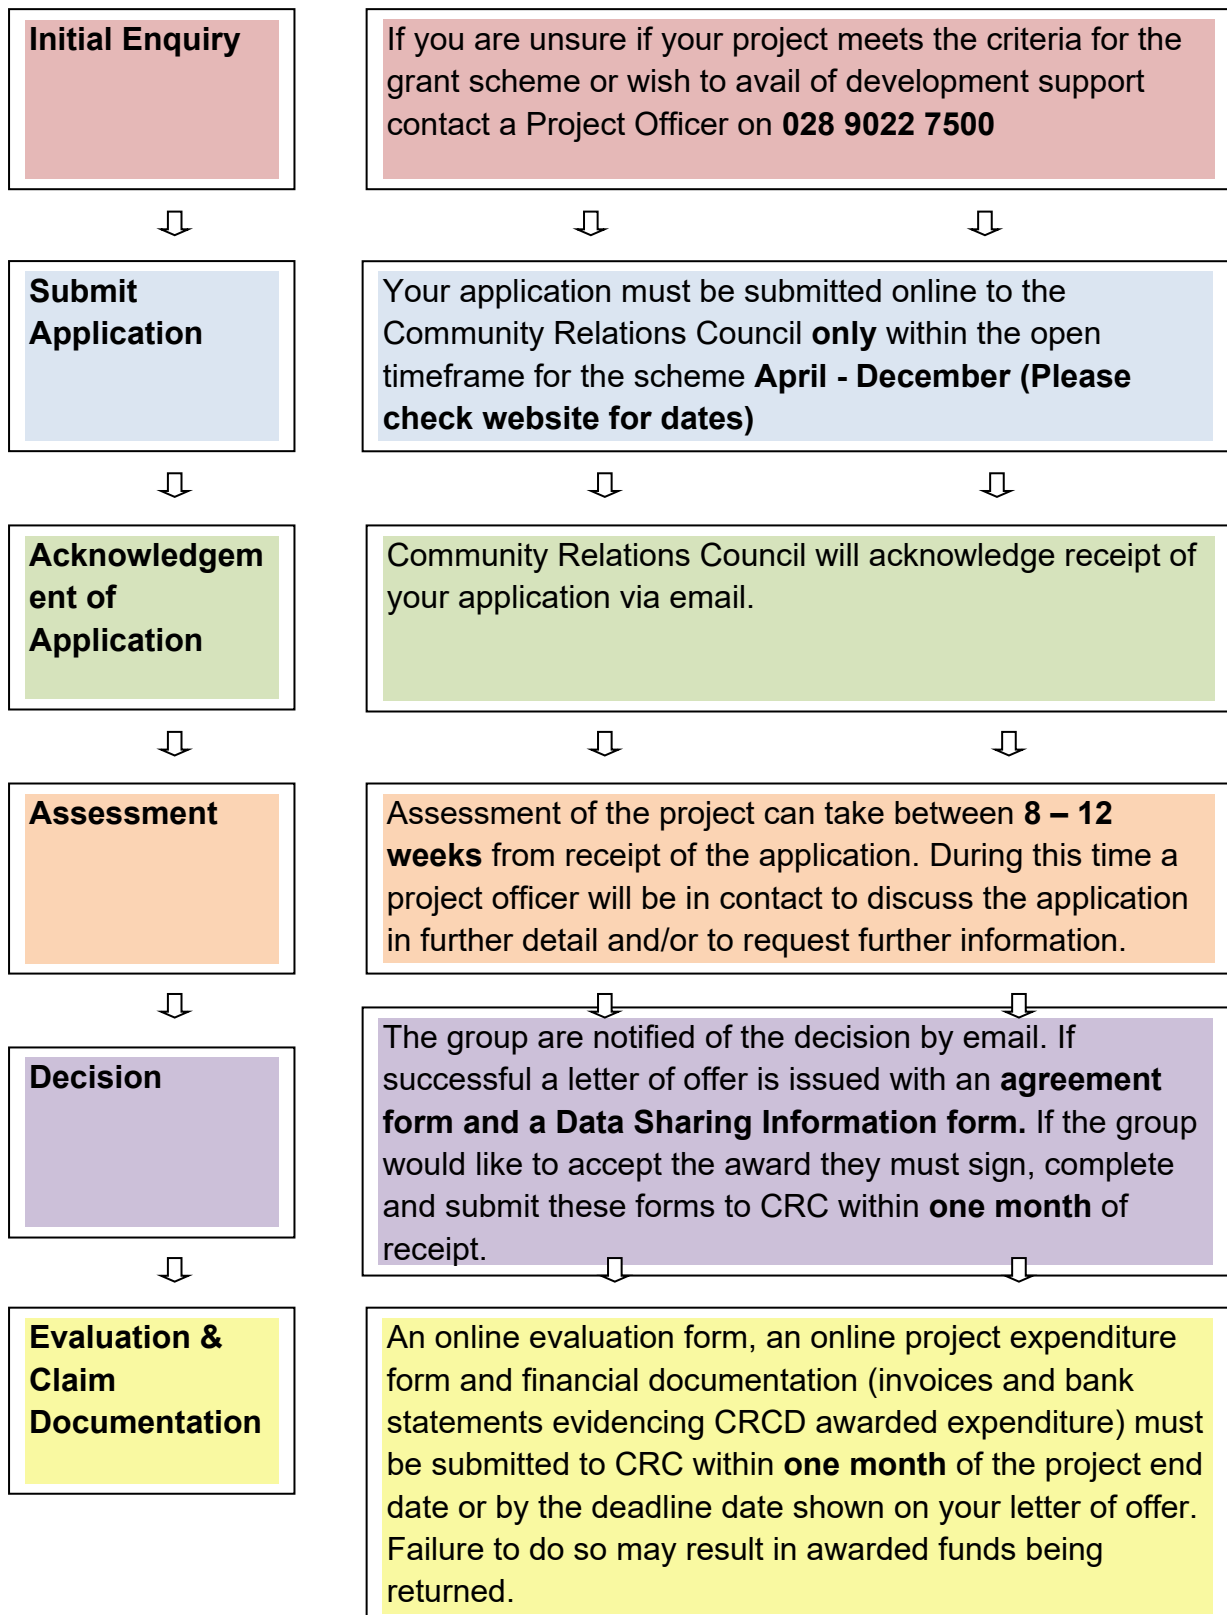 Initial Enquiry
If you are unsure if your project meets the criteria for the
grant scheme or wish to avail of development support
contact a Project Officer on 028 9022 7500
Submit
Application
Your application must be submitted online to the
Community Relations Council only within the open
timeframe for the scheme April - December (Please
check website for dates)
Acknowledgem
ent of
Application
Community Relations Council will acknowledge receipt of
your application via email.
Assessment
Assessment of the project can take between 8 – 12
weeks from receipt of the application. During this time a
project officer will be in contact to discuss the application
in further detail and/or to request further information.
Decision
The group are notified of the decision by email. If
successful a letter of offer is issued with an agreement
form and a Data Sharing Information form. If the group
would like to accept the award they must sign, complete
and submit these forms to CRC within one month of
receipt.
Evaluation &
Claim
Documentation
An online evaluation form, an online project expenditure
form and financial documentation (invoices and bank
statements evidencing CRCD awarded expenditure) must
be submitted to CRC within one month of the project end
date or by the deadline date shown on your letter of offer.
Failure to do so may result in awarded funds being
returned.